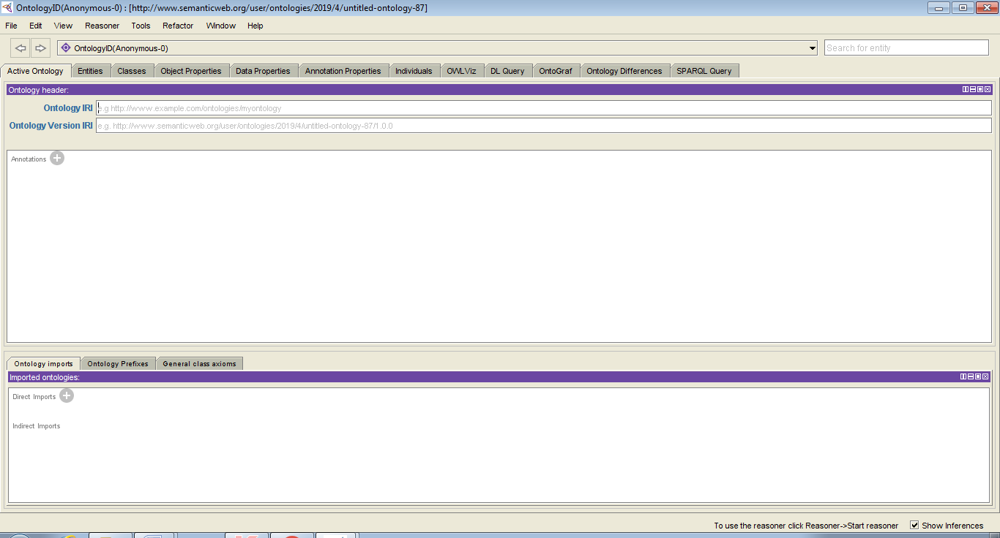 OntologyID(Anonymous-0) : [http://www.semanticweb.org/user/ontologies/2019/4/untitled-ontology-87]
File Edit View Reasoner Tools Refactor Window Help
OntologyID(Anonymous-0) Search for entity
Active Ontology Entities Classes Object Properties Data Properties Annotation Properties Individuals OWLViz DL Query OntoGraf Ontology Differences SPARQL Query
Ontology header:
Ontology IRI e.g http://www.example.com/ontologies/myontology
Ontology Version IRI e.g. http://www.semanticweb.org/user/ontologies/2019/4/untitled-ontology-87/1.0.0
Annotations
Ontology imports Ontology Prefixes General class axioms
Imported ontologies:
Direct Imports
Indirect Imports
To use the reasoner click Reasoner->Start reasoner Show Inferences